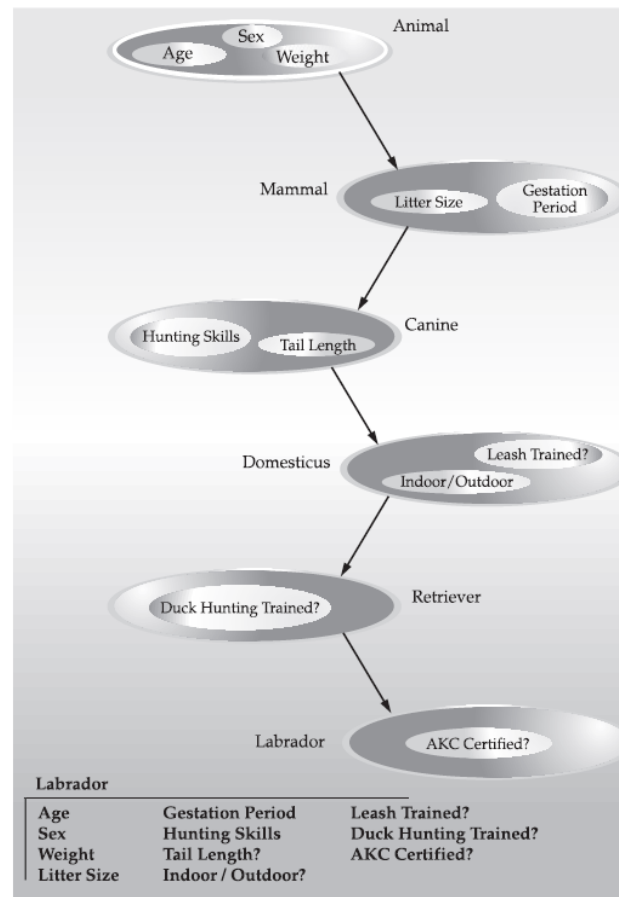 Animal
Sex
Age
Weight
Mammal
Litter Size
Gestation
Period
Canine
Hunting Skills
Tail Length
Domesticus
Leash Trained?
Indoor/Outdoor
Retriever
Duck Hunting Trained?
Labrador
AKC Certified?
Labrador
Age Gestation Period Leash Trained?
Sex Hunting Skills Duck Hunting Trained?
Weight Tail Length? AKC Certified?
Litter Size Indoor / Outdoor?